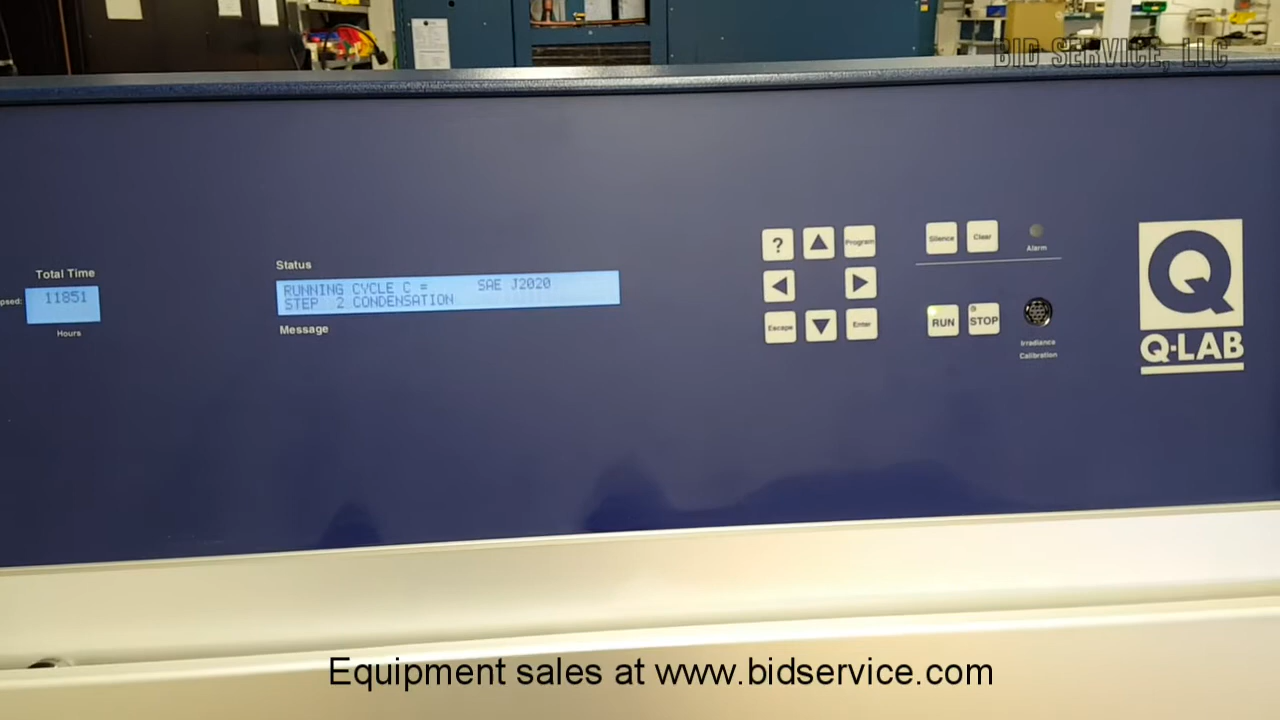 BID SERVICE, LLC
Total Time
11851
Hours
Status
RUNNING CYCLE C = SAE J2020
STEP 2 CONDENSATION
Message
? Program
Escape Enter
Silence Clear
Alarm
RUN STOP
Irradiance
Calibration
Q
Q-LAB
Equipment sales at www.bidservice.com